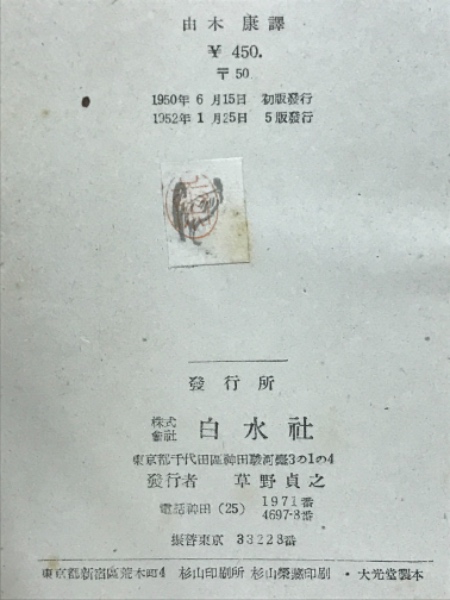 由木 康譯
￥ 450.
〒50
1950年 6 月15日 初版發行
1952年 1 月25日 5 版發行
發行所
株式會社 白水社
東京都千代田區神田駿河臺3の1の4
發行者 草野貞之
電話神田 (25) 1971番 4697-8番
振替東京 33228番
東京都新宿區荒木町4 杉山印刷所 杉山榮藏印刷 ・ 大光堂製本